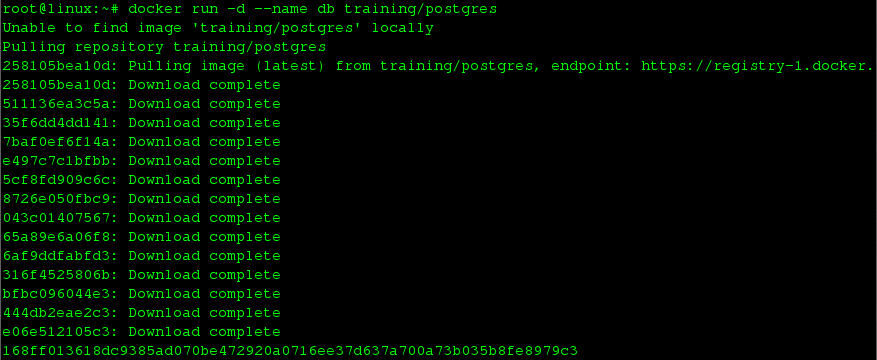 root@linux:~# docker run -d --name db training/postgres
Unable to find image 'training/postgres' locally
Pulling repository training/postgres
258105bea10d: Pulling image (latest) from training/postgres, endpoint: https://registry-1.docker.
258105bea10d: Download complete
511136ea3c5a: Download complete
35f6dd4dd141: Download complete
7baf0ef6f14a: Download complete
e497c7c1bfbb: Download complete
5cf8fd909c6c: Download complete
8726e050fbc9: Download complete
043c01407567: Download complete
65a89e6a06f8: Download complete
6af9ddfabfd3: Download complete
316f4525806b: Download complete
bfbc096044e3: Download complete
444db2eae2c3: Download complete
e06e512105c3: Download complete
168ff013618dc9385ad070be472920a0716ee37d637a700a73b035b8fe8979c3